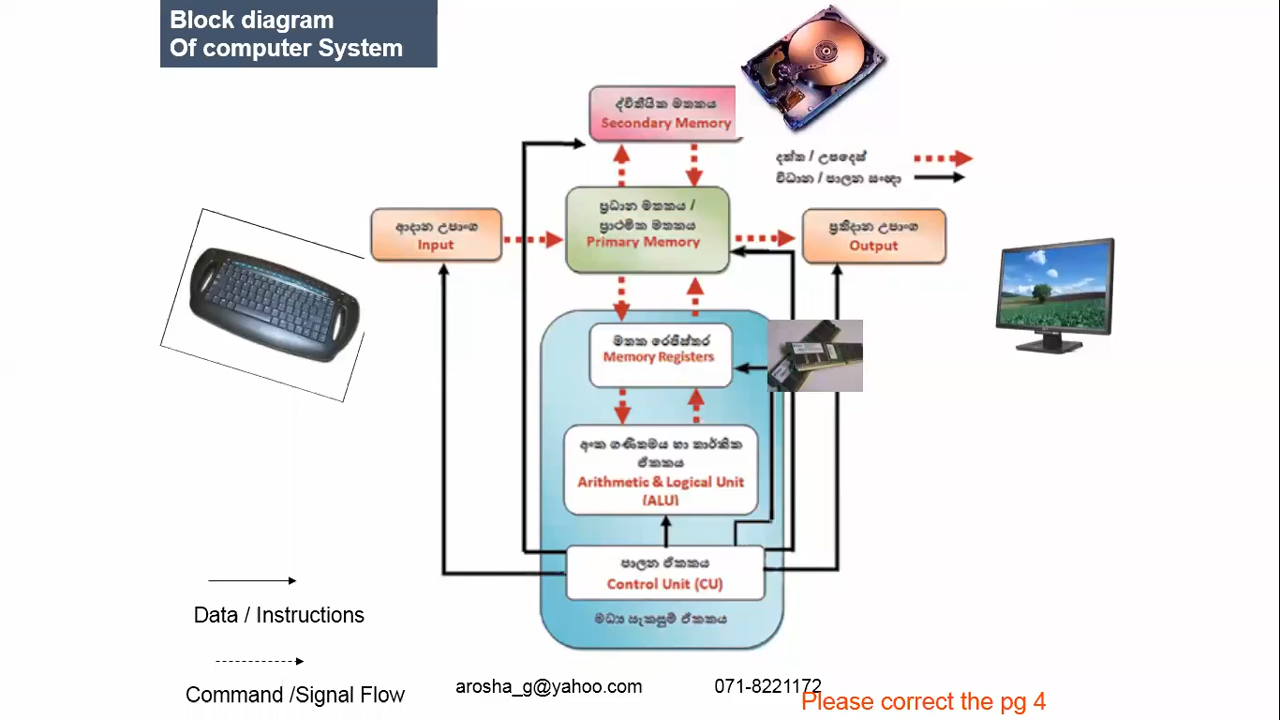 Block diagram
Of computer System
ද්විතීයික මතකය
Secondary Memory
දත්ත / උපදෙස්
විධාන / පාලන සංඥා
ප්‍රධාන මතකය /
ප්‍රාථමික මතකය
Primary Memory
ආදාන උපාංග
Input
ප්‍රතිදාන උපාංග
Output
මතක රෙජිස්තර
Memory Registers
අංක ගණිතමය හා තාර්කික
ඒකකය
Arithmetic & Logical Unit
(ALU)
පාලන ඒකකය
Control Unit (CU)
මධ්‍ය සැකසුම් ඒකකය
Data / Instructions
Command /Signal Flow
arosha_g@yahoo.com
071-8221172
Please correct the pg 4